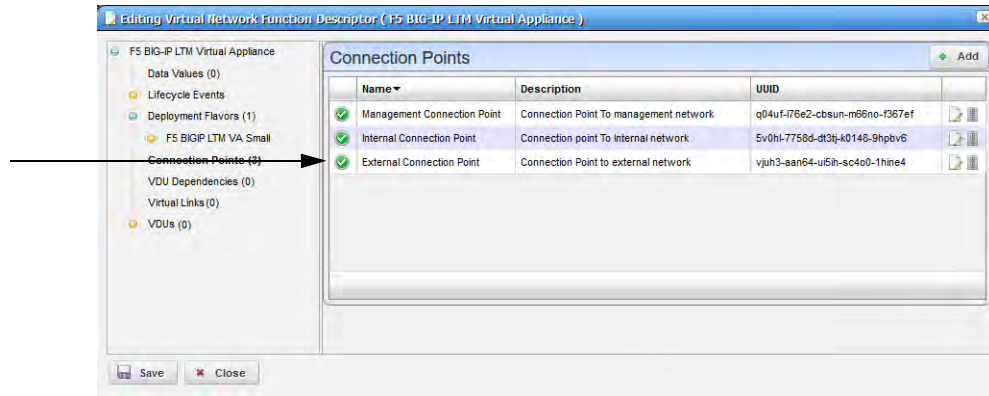 Editing Virtual Network Function Descriptor ( F5 BIG-IP LTM Virtual Appliance )
F5 BIG-IP LTM Virtual Appliance
Data Values (0)
Lifecycle Events
Deployment Flavors (1)
F5 BIGIP LTM VA Small
Connection Points (3)
VDU Dependencies (0)
Virtual Links (0)
VDUs (0)
Connection Points
Add
Name Description UUID
Management Connection Point Connection Point To management network q04uf-l76e2-cbsun-m66no-f367ef
Internal Connection Point Connection point To Internal network 5v0hl-7758d-dt3tj-k0148-9hpbv6
External Connection Point Connection Point to external network vjuh3-aan64-ui5ih-sc4o0-1hine4
Save Close